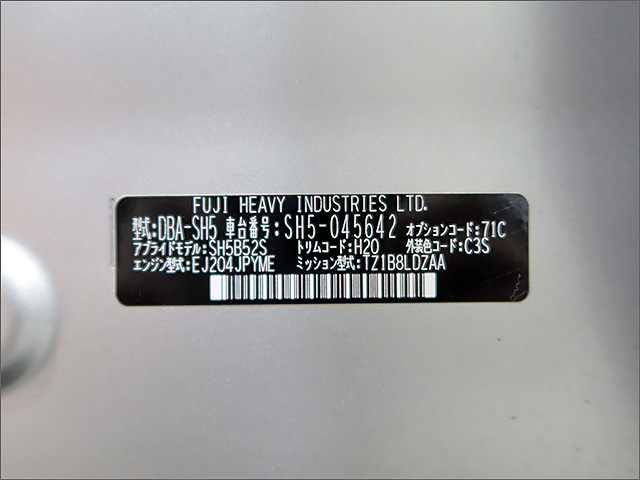 FUJI HEAVY INDUSTRIES LTD.
型式:DBA-SH5 車台番号:SH5-045642 オプションコード:71C
アプライドモデル:SH5B52S トリムコード:H20 外装色コード:C3S
エンジン型式:EJ204JPYME ミッション型式:TZ1B8LDZAA